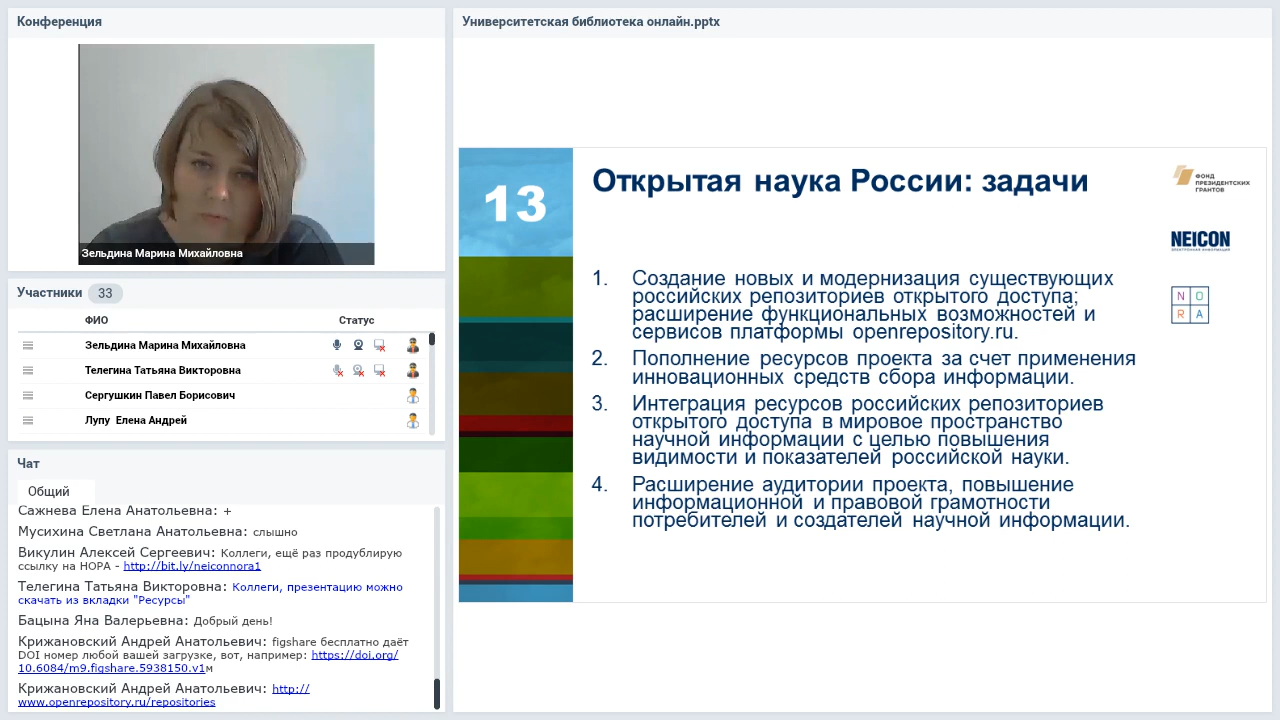 Конференция
Зельдина Марина Михайловна
Участники 33
ФИО Статус
Зельдина Марина Михайловна
Телегина Татьяна Викторовна
Сергушкин Павел Борисович
Лупу Елена Андрей
Чат
Общий
Сажнева Елена Анатольевна: +
Мусихина Светлана Анатольевна: слышно
Викулин Алексей Сергеевич: Коллеги, ещё раз продублирую
ссылку на НОРА - http://bit.ly/neiconnora1
Телегина Татьяна Викторовна: Коллеги, презентацию можно
скачать из вкладки "Ресурсы"
Бацына Яна Валерьевна: Добрый день!
Крижановский Андрей Анатольевич: figshare бесплатно даёт
DOI номер любой вашей загрузке, вот, например: https://doi.org/
10.6084/m9.figshare.5938150.v1м
Крижановский Андрей Анатольевич: http://
www.openrepository.ru/repositories
Университетская библиотека онлайн.pptx
13
Открытая наука России: задачи
1. Создание новых и модернизация существующих
российских репозиториев открытого доступа;
расширение функциональных возможностей и
сервисов платформы openrepository.ru.
2. Пополнение ресурсов проекта за счет применения
инновационных средств сбора информации.
3. Интеграция ресурсов российских репозиториев
открытого доступа в мировое пространство
научной информации с целью повышения
видимости и показателей российской науки.
4. Расширение аудитории проекта, повышение
информационной и правовой грамотности
потребителей и создателей научной информации.
ФОНД
ПРЕЗИДЕНТСКИХ
ГРАНТОВ
NEICON
ЭЛЕКТРОННАЯ ИНФОРМАЦИЯ
N O
R A